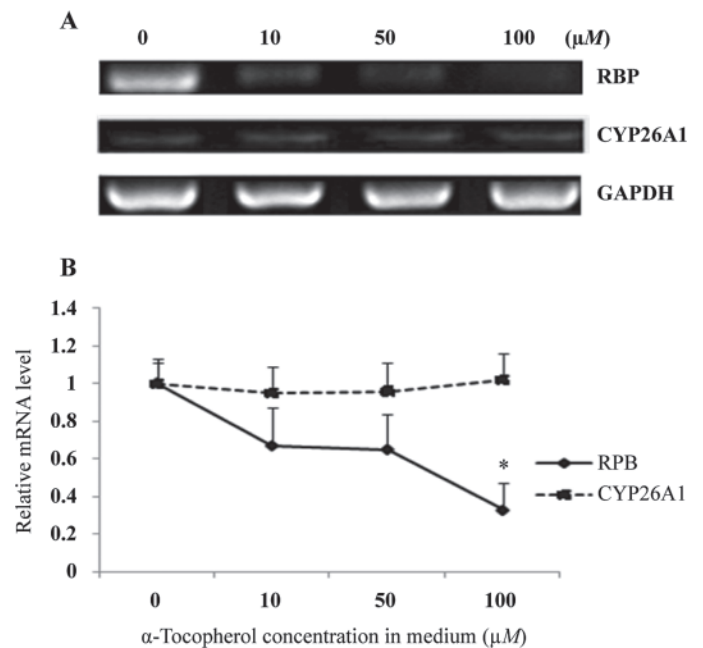 A
0 10 50 100 (μM)
RBP
CYP26A1
GAPDH
B
1.4
1.2
1
0.8
0.6
0.4
0.2
0
Relative mRNA level
*
RPB
CYP26A1
0 10 50 100
α-Tocopherol concentration in medium (μM)